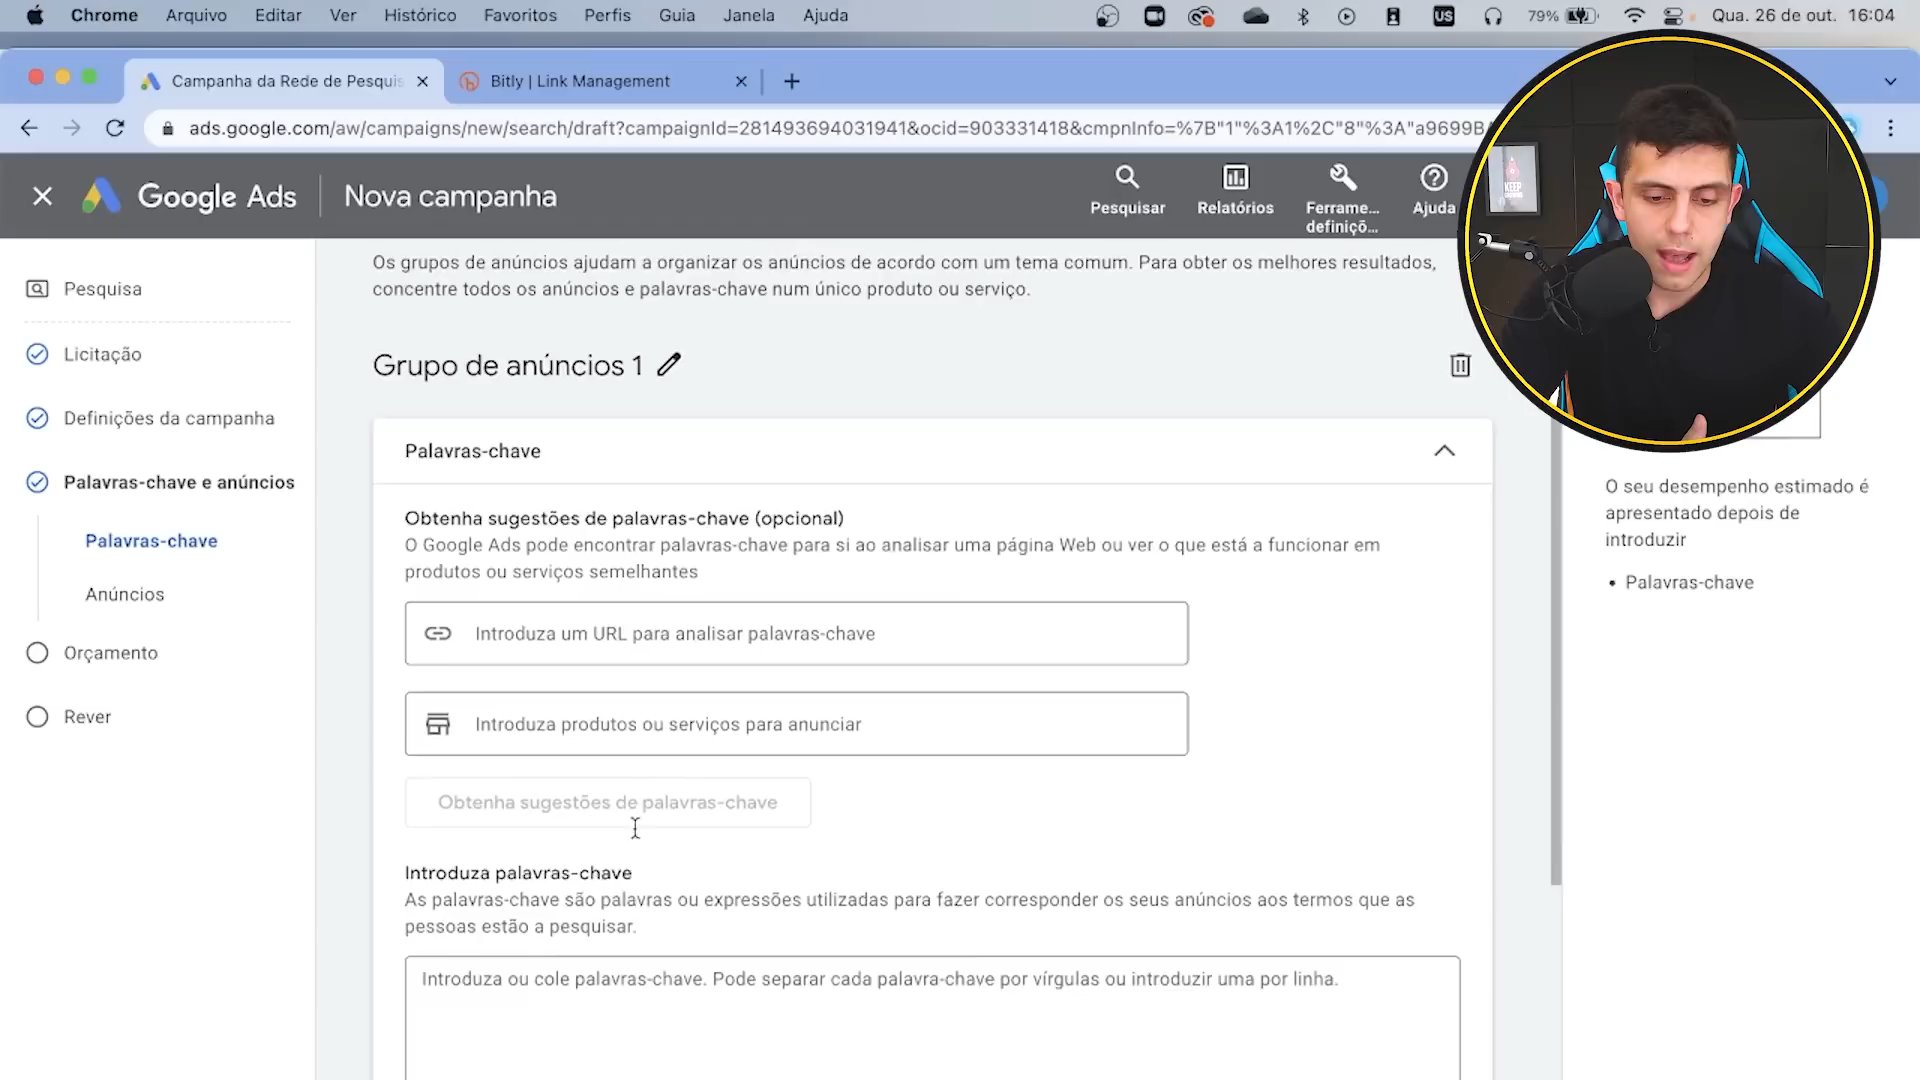 Chrome Arquivo Editar Ver Histórico Favoritos Perfis Guia Janela Ajuda US 79% Qua. 26 de out. 16:04
Campanha da Rede de Pesquis Bitly | Link Management
ads.google.com/aw/campaigns/new/search/draft?campaignId=281493694031941&ocid=903331418&cmpnInfo=%7B"1"%3A1%2C"8"%3A"a9699B
Google Ads Nova campanha
Pesquisar Relatórios Ferrame... definiçõ... Ajuda
KEEP
Pesquisa
Licitação
Definições da campanha
Palavras-chave e anúncios
Palavras-chave
Anúncios
Orçamento
Rever
Os grupos de anúncios ajudam a organizar os anúncios de acordo com um tema comum. Para obter os melhores resultados,
concentre todos os anúncios e palavras-chave num único produto ou serviço.
Grupo de anúncios 1
Palavras-chave
Obtenha sugestões de palavras-chave (opcional)
O Google Ads pode encontrar palavras-chave para si ao analisar uma página Web ou ver o que está a funcionar em
produtos ou serviços semelhantes
Introduza um URL para analisar palavras-chave
Introduza produtos ou serviços para anunciar
Obtenha sugestões de palavras-chave
Introduza palavras-chave
As palavras-chave são palavras ou expressões utilizadas para fazer corresponder os seus anúncios aos termos que as
pessoas estão a pesquisar.
Introduza ou cole palavras-chave. Pode separar cada palavra-chave por vírgulas ou introduzir uma por linha.
O seu desempenho estimado é
apresentado depois de
introduzir
• Palavras-chave